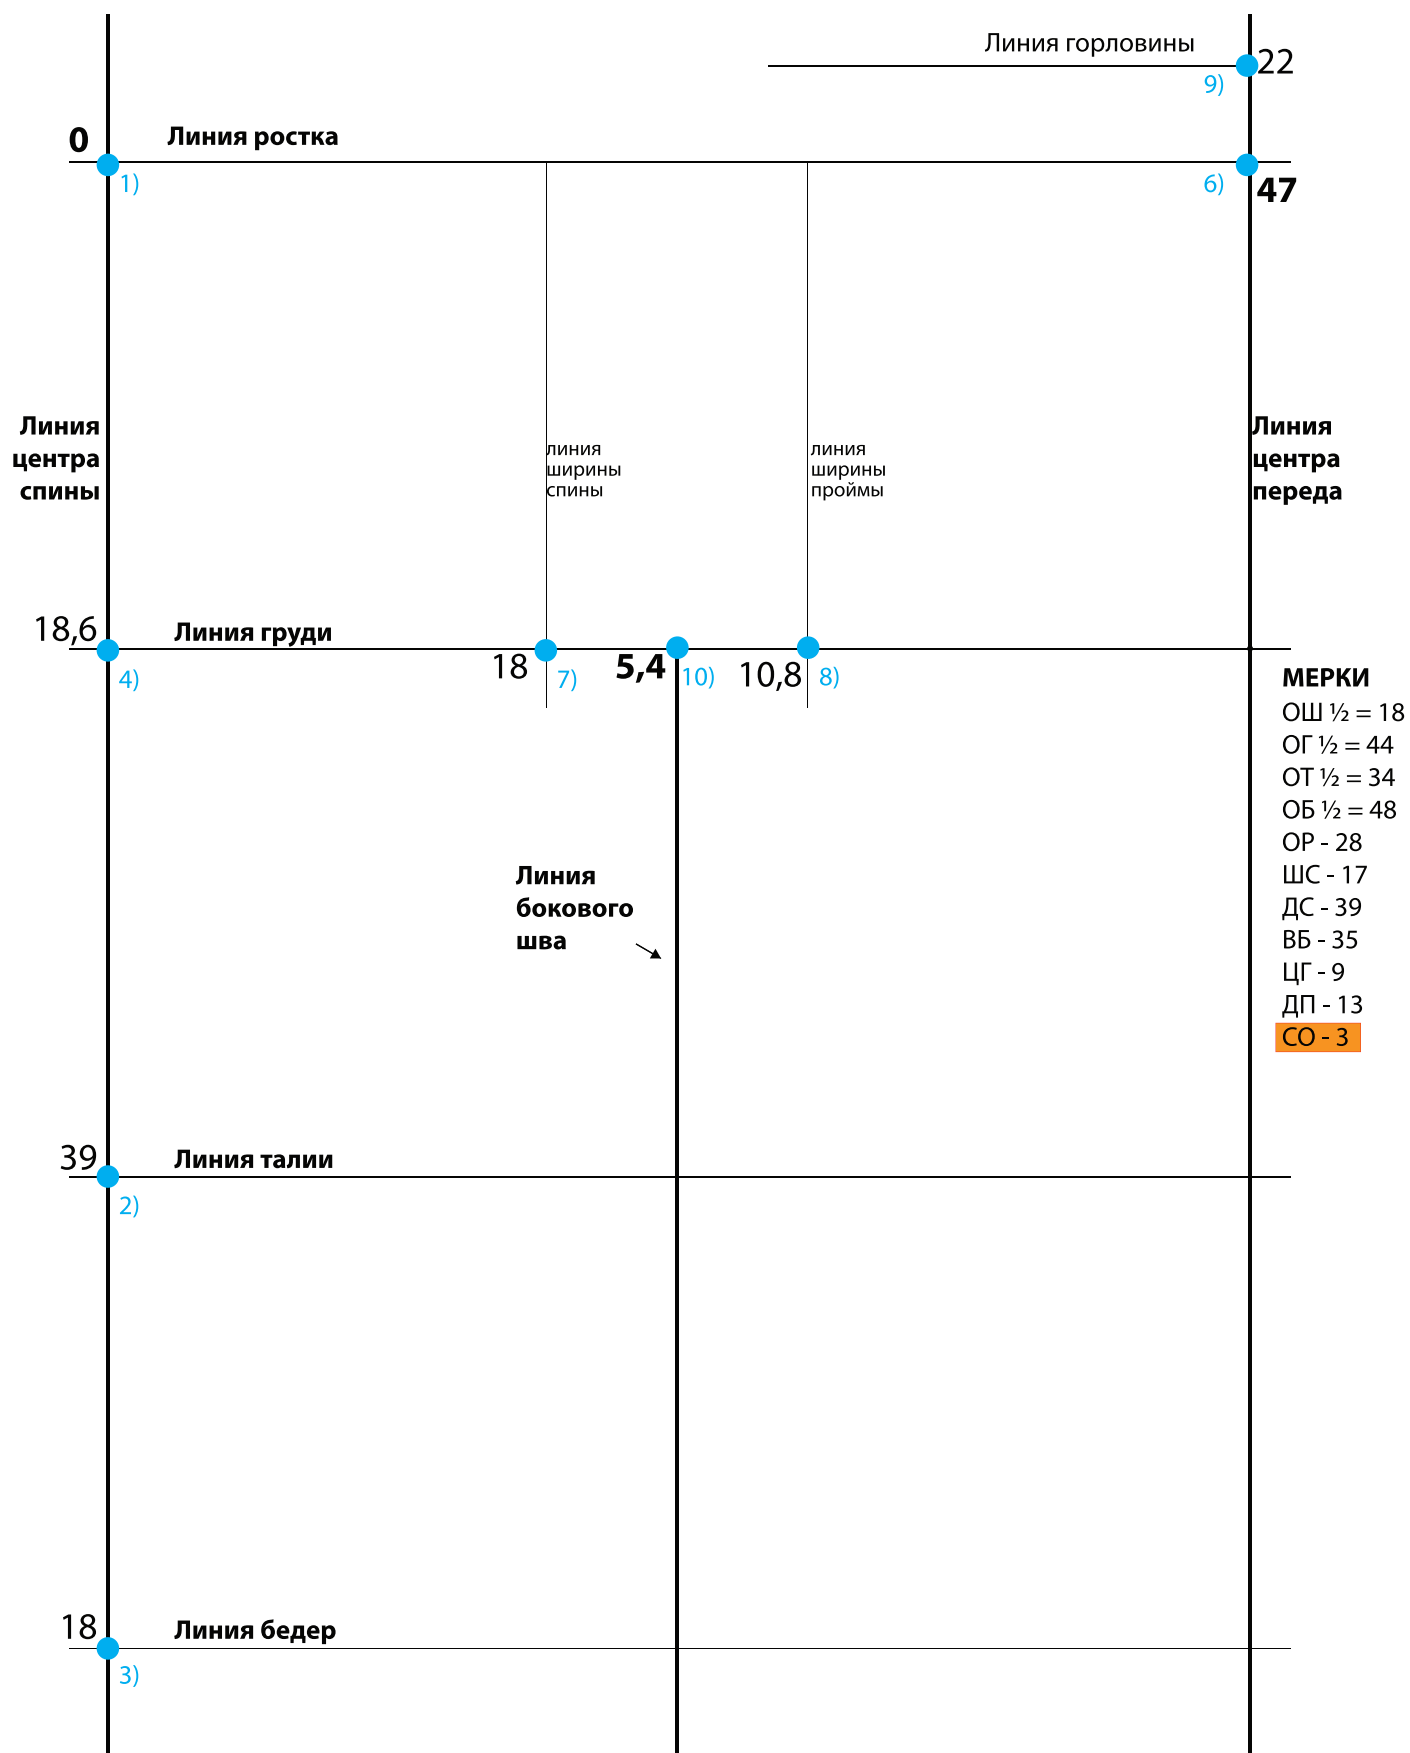 Линия горловины
22
9)
0
Линия ростка
1)
6)
47
Линия
центра
спины
линия
ширины
спины
линия
ширины
проймы
Линия
центра
переда
18,6
Линия груди
4)
18
7)
5,4
10)
10,8
8)
МЕРКИ
ОШ ½ = 18
ОГ ½ = 44
ОТ ½ = 34
ОБ ½ = 48
ОР - 28
ШС - 17
ДС - 39
ВБ - 35
ЦГ - 9
ДП - 13
СО - 3
Линия
бокового
шва
39
Линия талии
2)
18
Линия бедер
3)